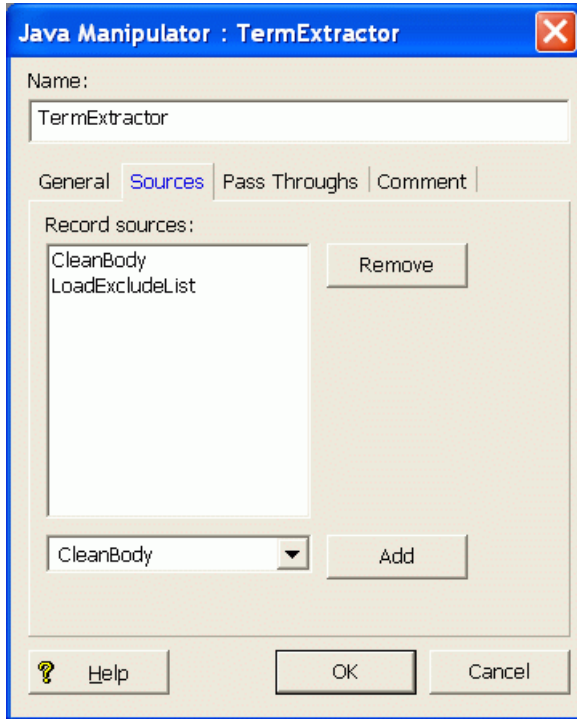 Java Manipulator : TermExtractor
Name:
TermExtractor
General Sources Pass Throughs Comment
Record sources:
CleanBody
LoadExcludeList
Remove
CleanBody
Add
? Help
OK
Cancel